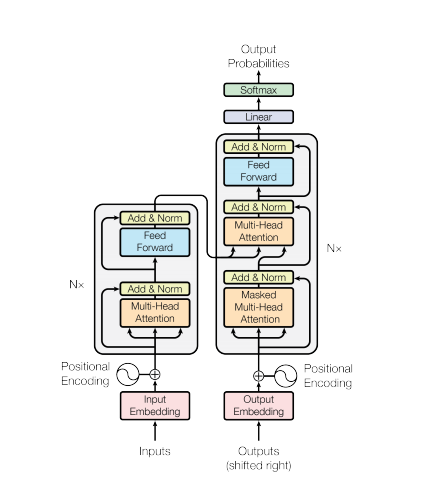 Output
Probabilities
Softmax
Linear
Add & Norm
Feed
Forward
Add & Norm
Multi-Head
Attention
Add & Norm
Masked
Multi-Head
Attention
N×
Add & Norm
Feed
Forward
Add & Norm
Multi-Head
Attention
N×
Positional
Encoding
Positional
Encoding
Input
Embedding
Output
Embedding
Inputs
Outputs
(shifted right)